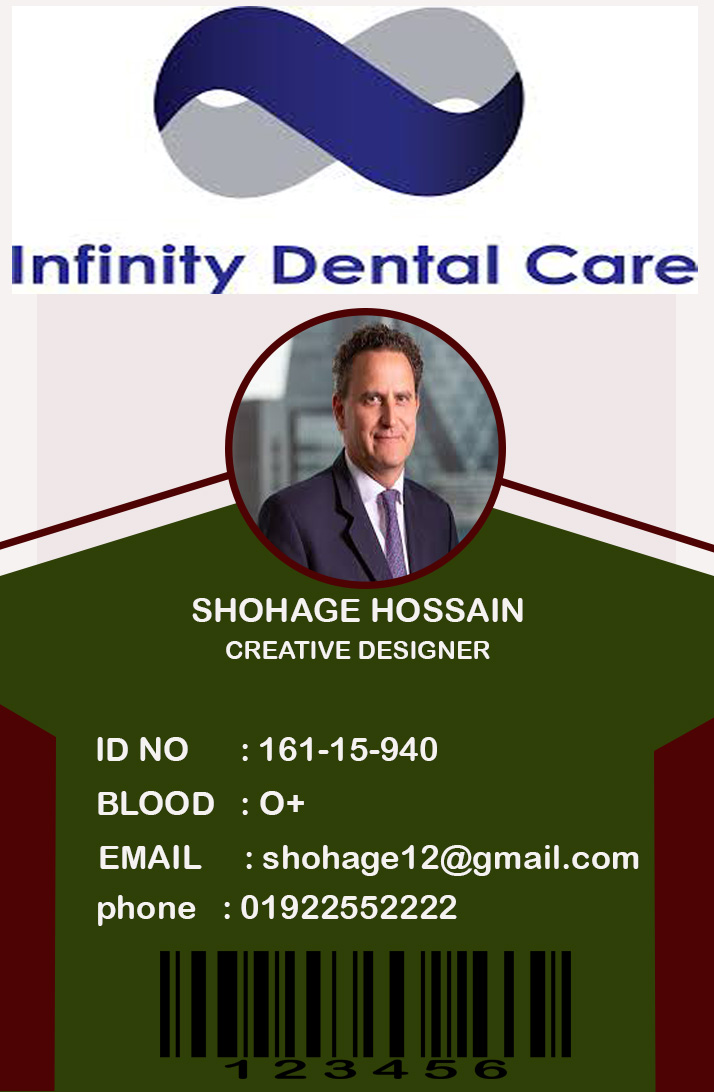 Infinity Dental Care
SHOHAGE HOSSAIN
CREATIVE DESIGNER
ID NO : 161-15-940
BLOOD : O+
EMAIL : shohage12@gmail.com
phone : 01922552222
123456